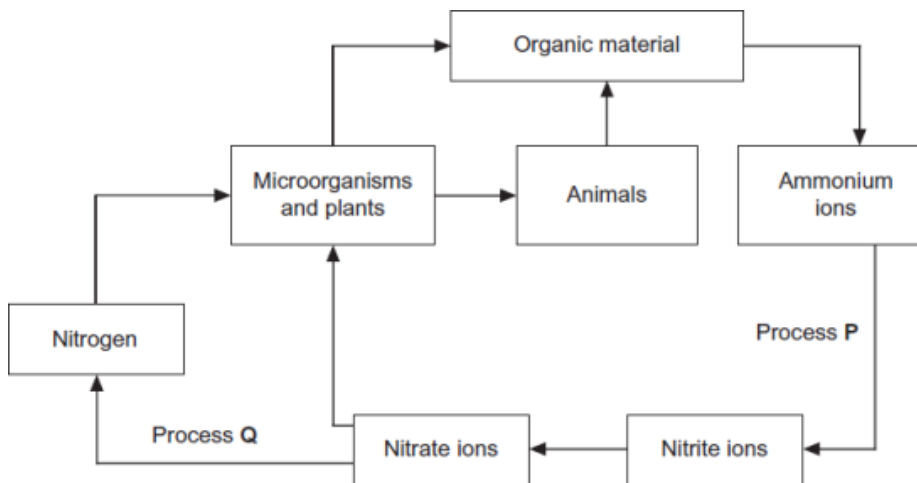 Organic material
Microorganisms
and plants
Animals
Ammonium
ions
Nitrogen
Process P
Process Q
Nitrate ions
Nitrite ions